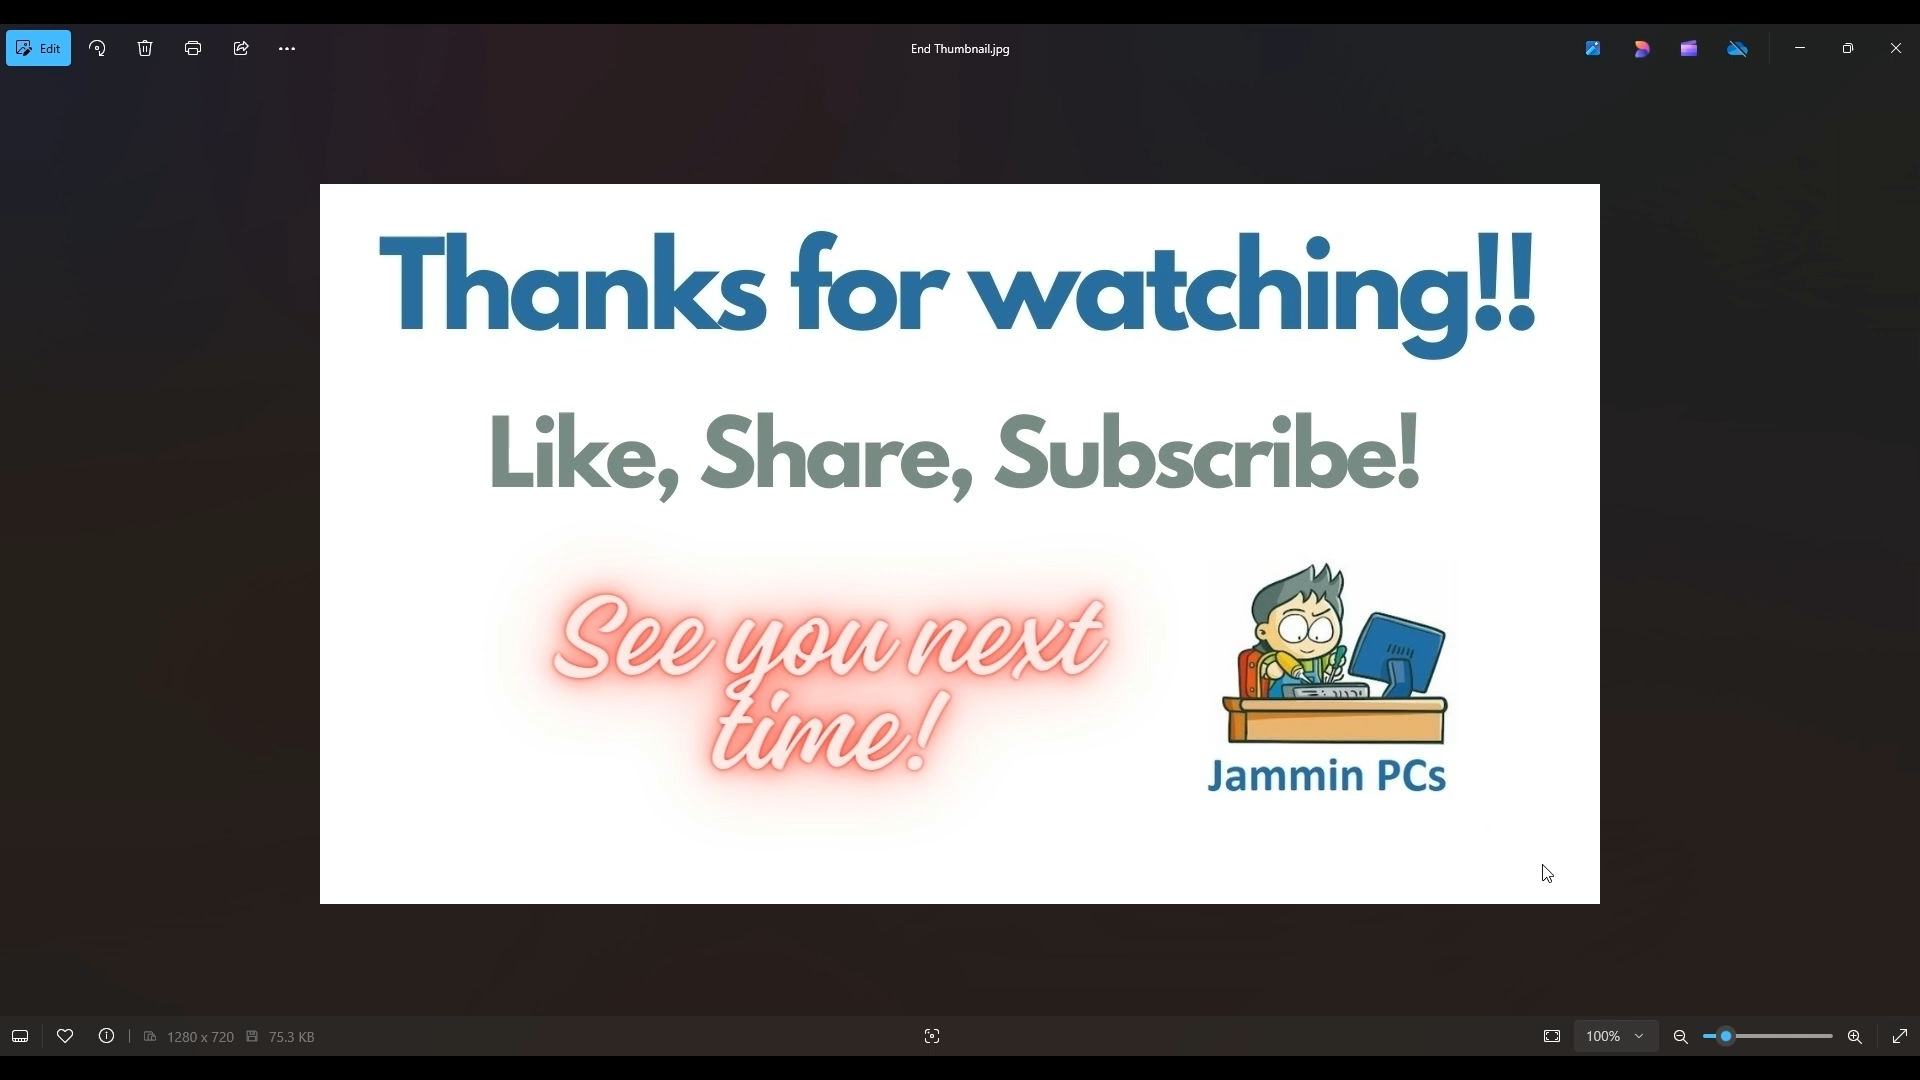 Edit
End Thumbnail.jpg
Thanks for watching!!
Like, Share, Subscribe!
See you next
time!
Jammin PCs
1280 x 720
75.3 KB
100%